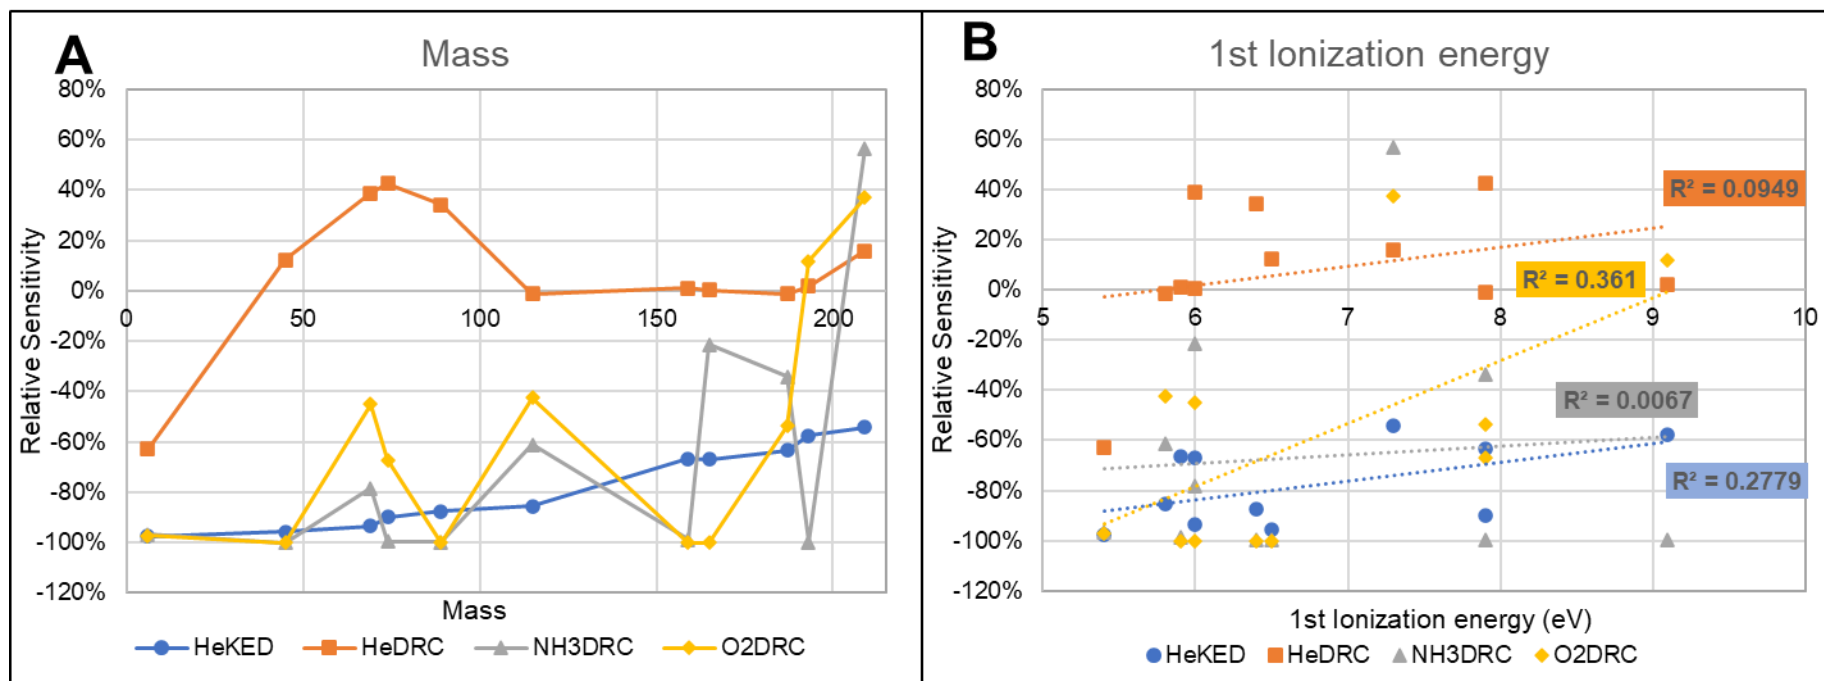 A
Mass
80%
60%
40%
20%
0%
-20%
-40%
-60%
-80%
-100%
-120%
Relative Sensitivity
0 50 100 150 200
Mass
HeKED HeDRC NH3DRC O2DRC
B
1st Ionization energy
80%
60%
40%
20%
0%
-20%
-40%
-60%
-80%
-100%
-120%
Relative Sensitivity
5 6 7 8 9 10
R² = 0.0949
R² = 0.361
R² = 0.0067
R² = 0.2779
1st Ionization energy (eV)
HeKED HeDRC NH3DRC O2DRC